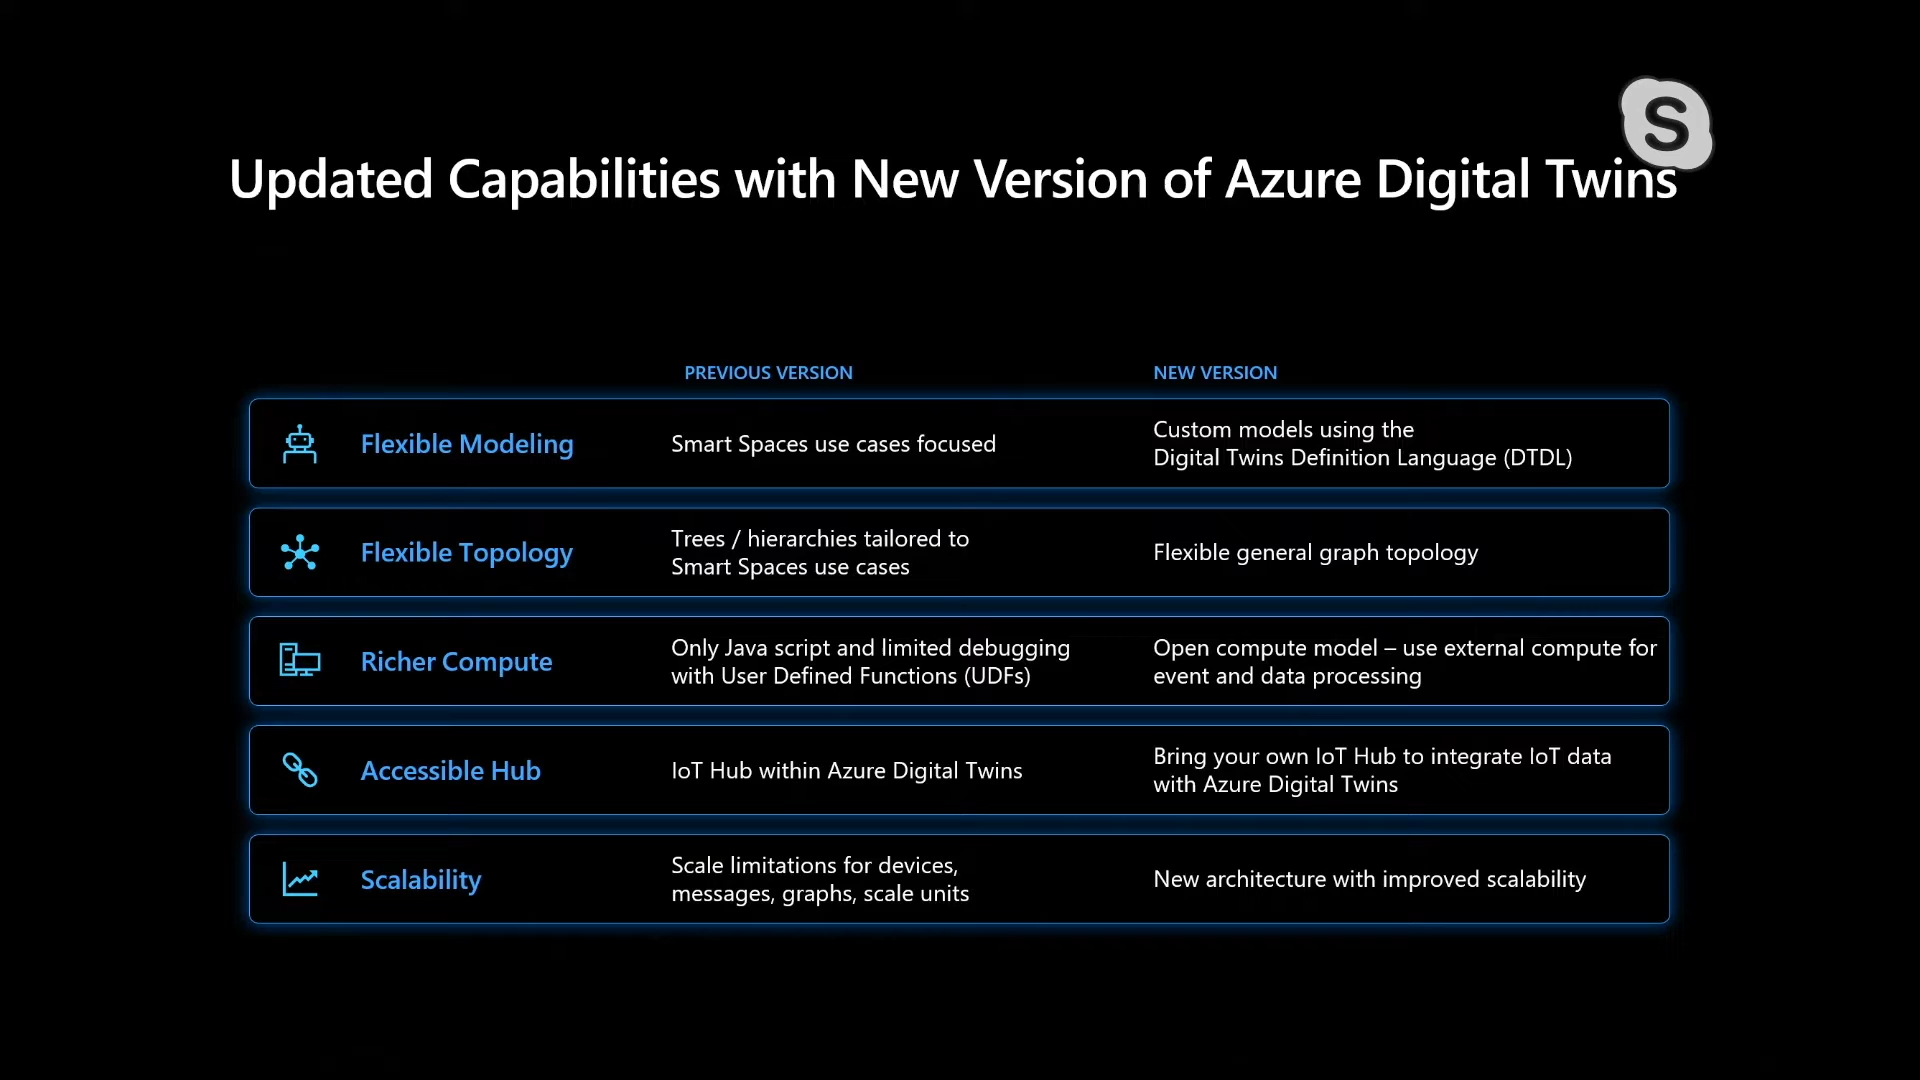 S
Updated Capabilities with New Version of Azure Digital Twins
PREVIOUS VERSION
NEW VERSION
Flexible Modeling
Smart Spaces use cases focused
Custom models using the
Digital Twins Definition Language (DTDL)
Flexible Topology
Trees / hierarchies tailored to
Smart Spaces use cases
Flexible general graph topology
Richer Compute
Only Java script and limited debugging
with User Defined Functions (UDFs)
Open compute model – use external compute for
event and data processing
Accessible Hub
IoT Hub within Azure Digital Twins
Bring your own IoT Hub to integrate IoT data
with Azure Digital Twins
Scalability
Scale limitations for devices,
messages, graphs, scale units
New architecture with improved scalability